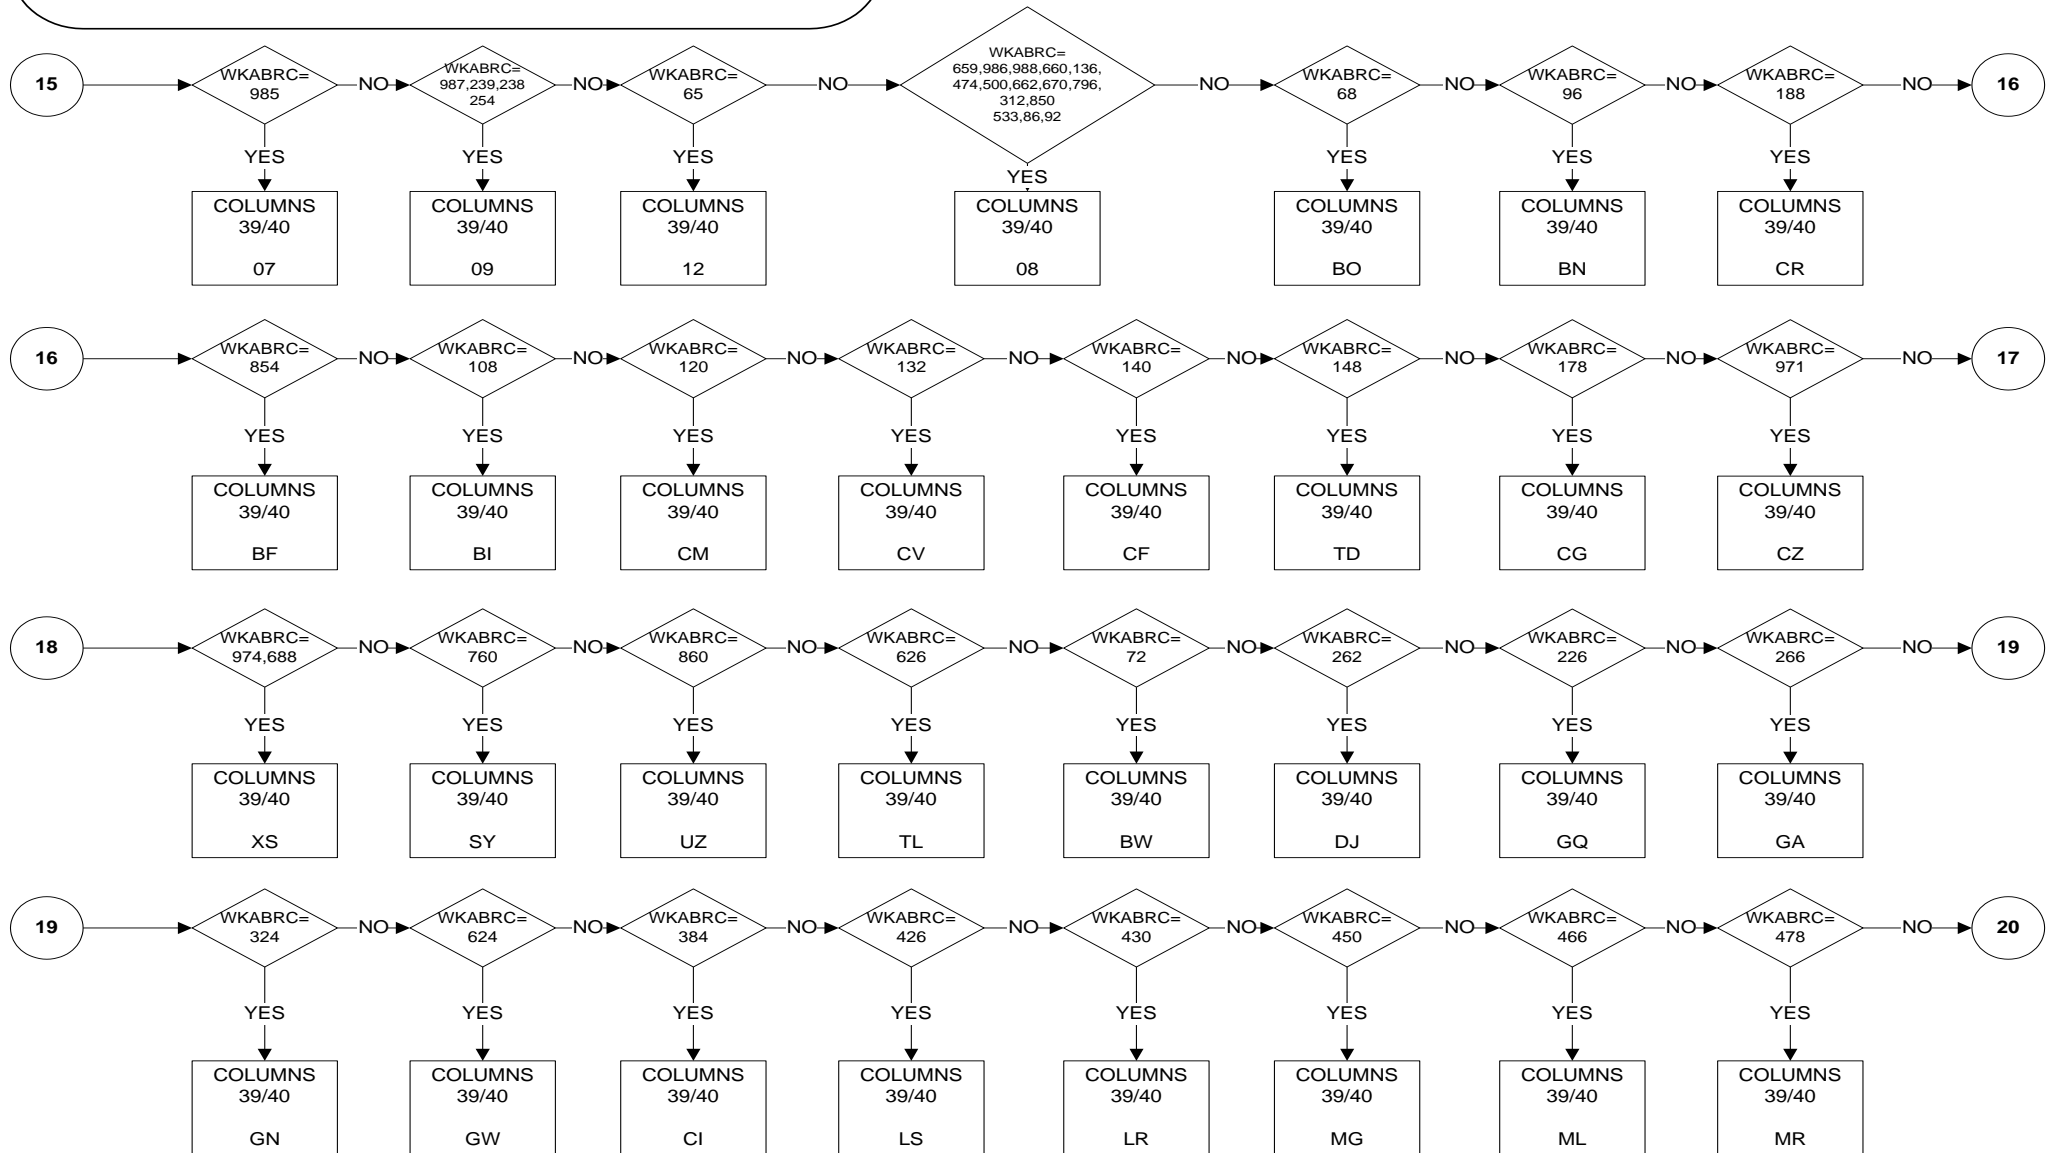 15
WKABRC=
985
NO
WKABRC=
987,239,238
254
NO
WKABRC=
65
NO
WKABRC=
659,986,988,660,136,
474,500,662,670,796,
312,850
533,86,92
NO
WKABRC=
68
NO
WKABRC=
96
NO
WKABRC=
188
NO
16
YES
YES
YES
YES
YES
YES
YES
COLUMNS
39/40
07
COLUMNS
39/40
09
COLUMNS
39/40
12
COLUMNS
39/40
08
COLUMNS
39/40
BO
COLUMNS
39/40
BN
COLUMNS
39/40
CR
16
WKABRC=
854
NO
WKABRC=
108
NO
WKABRC=
120
NO
WKABRC=
132
NO
WKABRC=
140
NO
WKABRC=
148
NO
WKABRC=
178
NO
WKABRC=
971
NO
17
YES
YES
YES
YES
YES
YES
YES
YES
COLUMNS
39/40
BF
COLUMNS
39/40
BI
COLUMNS
39/40
CM
COLUMNS
39/40
CV
COLUMNS
39/40
CF
COLUMNS
39/40
TD
COLUMNS
39/40
CG
COLUMNS
39/40
CZ
18
WKABRC=
974,688
NO
WKABRC=
760
NO
WKABRC=
860
NO
WKABRC=
626
NO
WKABRC=
72
NO
WKABRC=
262
NO
WKABRC=
226
NO
WKABRC=
266
NO
19
YES
YES
YES
YES
YES
YES
YES
YES
COLUMNS
39/40
XS
COLUMNS
39/40
SY
COLUMNS
39/40
UZ
COLUMNS
39/40
TL
COLUMNS
39/40
BW
COLUMNS
39/40
DJ
COLUMNS
39/40
GQ
COLUMNS
39/40
GA
19
WKABRC=
324
NO
WKABRC=
624
NO
WKABRC=
384
NO
WKABRC=
426
NO
WKABRC=
430
NO
WKABRC=
450
NO
WKABRC=
466
NO
WKABRC=
478
NO
20
YES
YES
YES
YES
YES
YES
YES
YES
COLUMNS
39/40
GN
COLUMNS
39/40
GW
COLUMNS
39/40
CI
COLUMNS
39/40
LS
COLUMNS
39/40
LR
COLUMNS
39/40
MG
COLUMNS
39/40
ML
COLUMNS
39/40
MR